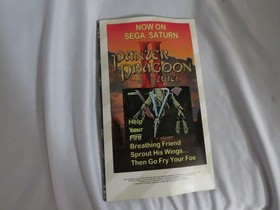 NOW ON
SEGA SATURN
PANZER
DRAGOON
II
Zwei
Help
Your
Fire
Breathing Friend
Sprout His Wings...
Then Go Fry Your Foe